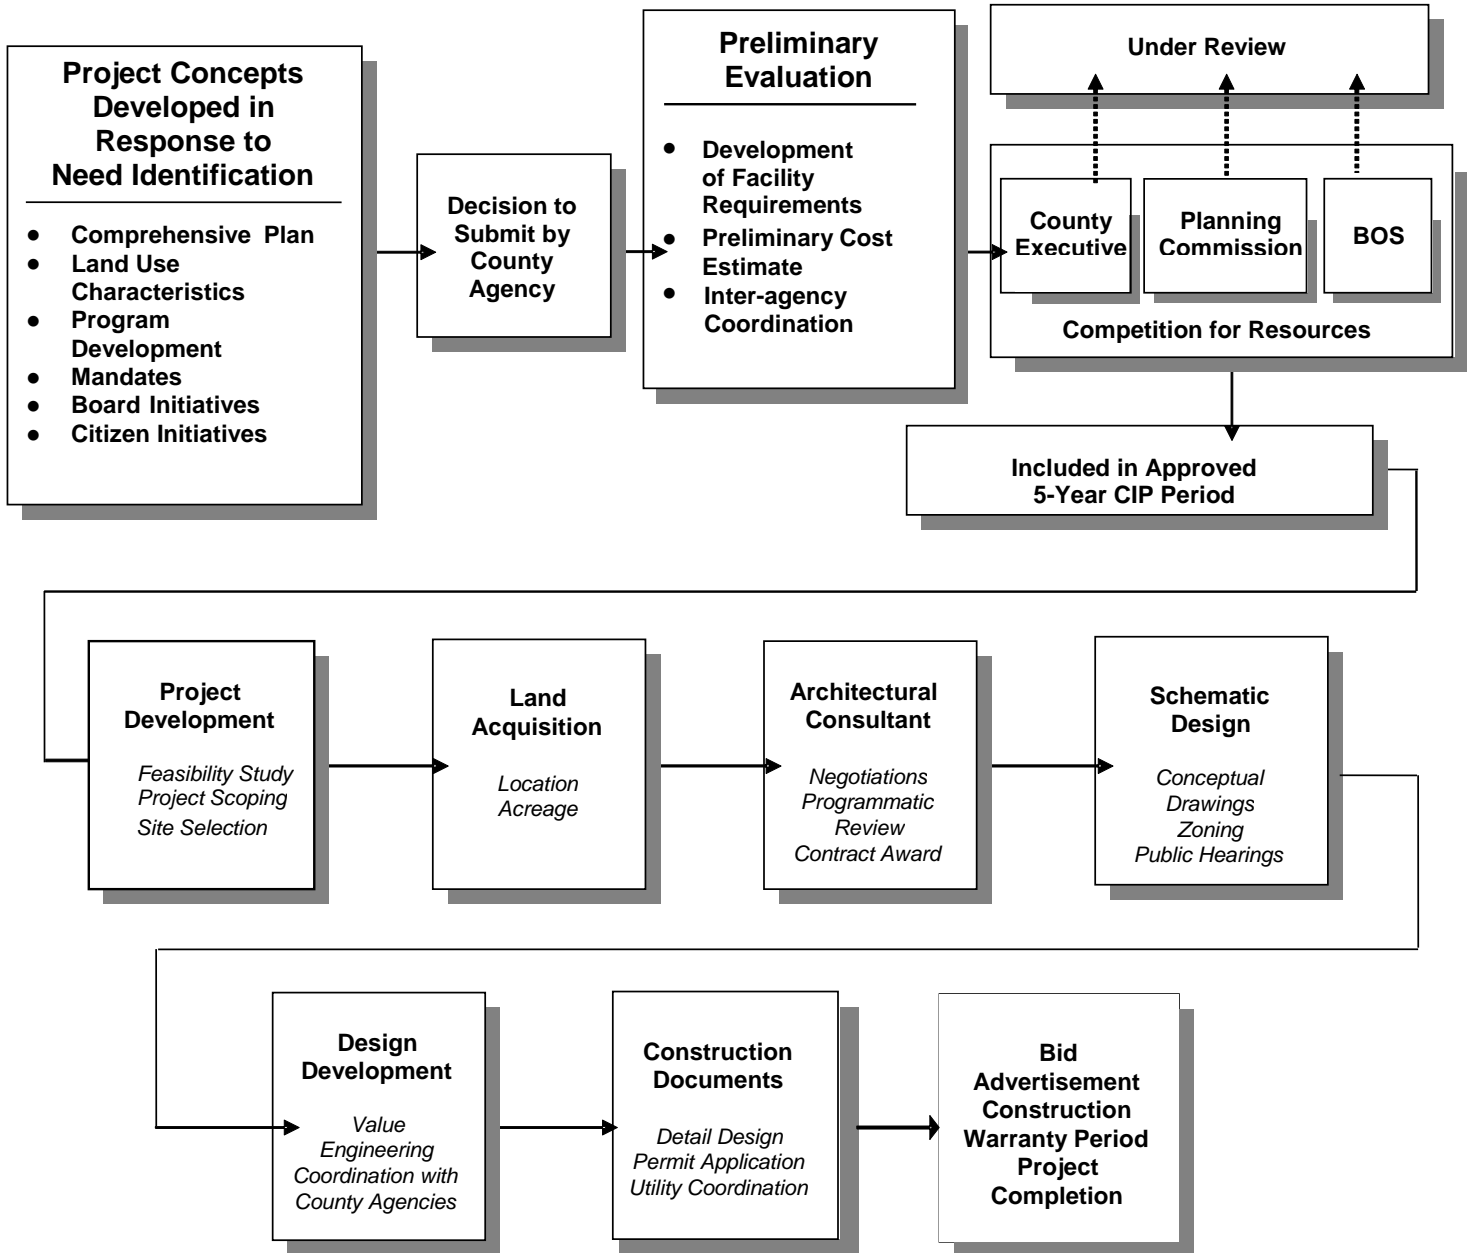 Project Concepts
Developed in
Response to
Need Identification
● Comprehensive Plan
● Land Use
Characteristics
● Program
Development
● Mandates
● Board Initiatives
● Citizen Initiatives
Decision to
Submit by
County
Agency
Preliminary
Evaluation
● Development
of Facility
Requirements
● Preliminary Cost
Estimate
● Inter-agency
Coordination
Under Review
County
Executive
Planning
Commission
BOS
Competition for Resources
Included in Approved
5-Year CIP Period
Project
Development
Feasibility Study
Project Scoping
Site Selection
Land
Acquisition
Location
Acreage
Architectural
Consultant
Negotiations
Programmatic
Review
Contract Award
Schematic
Design
Conceptual
Drawings
Zoning
Public Hearings
Design
Development
Value
Engineering
Coordination with
County Agencies
Construction
Documents
Detail Design
Permit Application
Utility Coordination
Bid
Advertisement
Construction
Warranty Period
Project
Completion